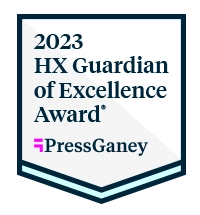 2023
HX Guardian
of Excellence
Award®
PressGaney